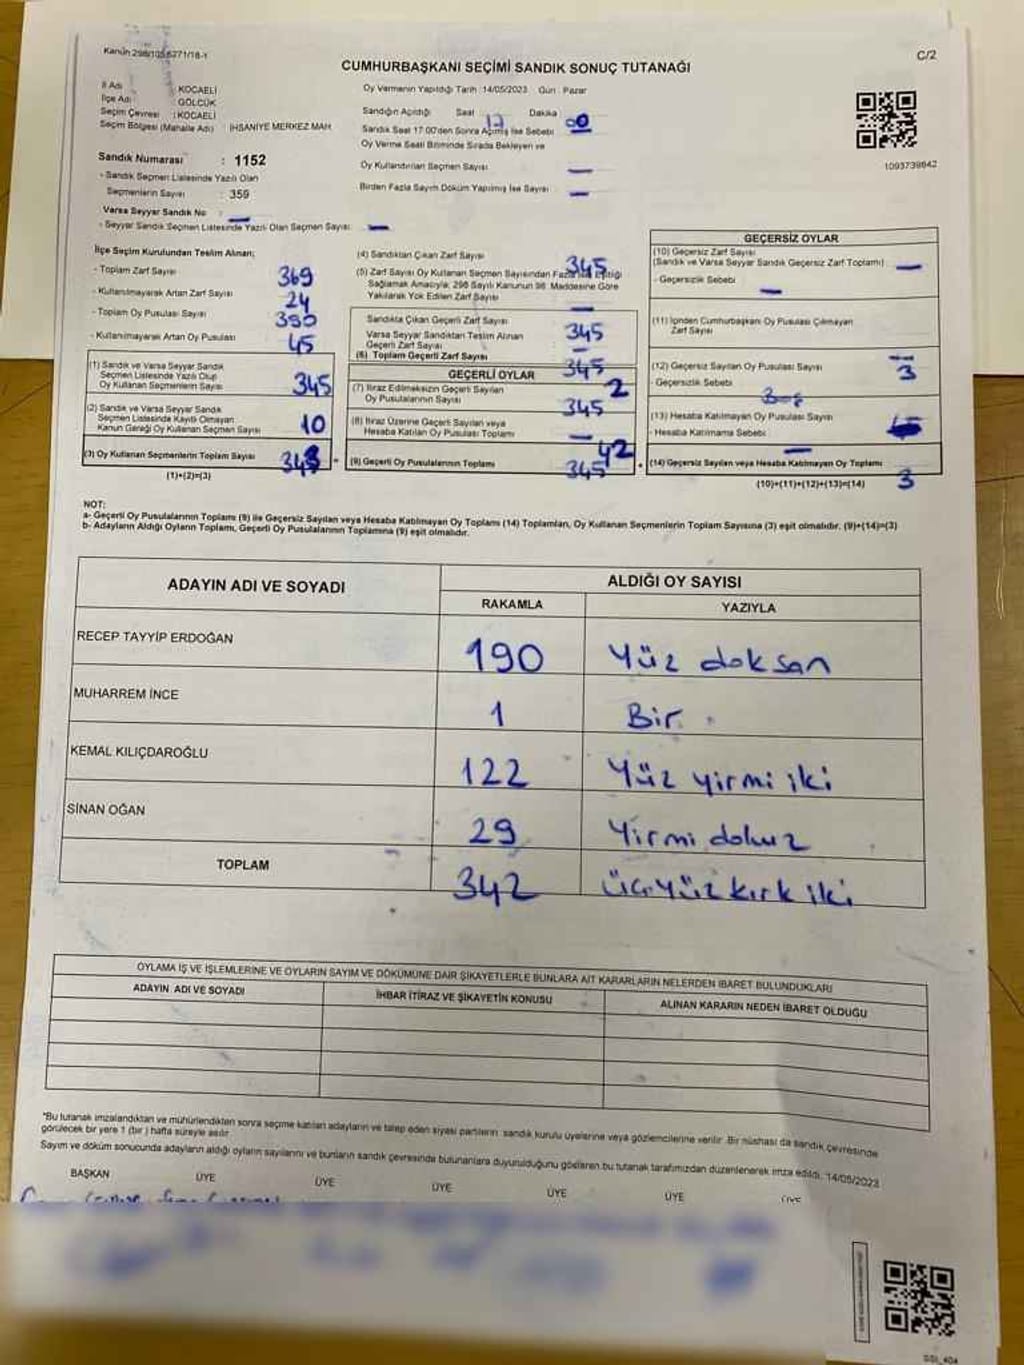 Kanun 298/105 6271/18-1
C/2
CUMHURBAŞKANI SEÇİMİ SANDIK SONUÇ TUTANAĞI
İl Adı : KOCAELİ
İlçe Adı : GÖLCÜK
Seçim Çevresi : KOCAELİ
Seçim Bölgesi (Mahalle Adı) : İHSANİYE MERKEZ MAH.
Sandık Numarası : 1152
- Sandık Seçmen Listesinde Yazılı Olan
Seçmenlerin Sayısı : 359
Varsa Seyyar Sandık No : —
- Seyyar Sandık Seçmen Listesinde Yazılı Olan Seçmen Sayısı : —
Oy Vermenin Yapıldığı Tarih : 14/05/2023 Gün : Pazar
Sandığın Açıldığı Saat 17 Dakika 00
Sandık Saat 17.00'den Sonra Açılmış İse Sebebi —
Oy Verme Saati Bitiminde Sırada Bekleyen ve
Oy Kullandırılan Seçmen Sayısı —
Birden Fazla Sayım Döküm Yapılmış İse Sayısı —
1093739642
İlçe Seçim Kurulundan Teslim Alınan;
- Toplam Zarf Sayısı 369
- Kullanılmayarak Artan Zarf Sayısı 24
- Toplam Oy Pusulası Sayısı 390
- Kullanılmayarak Artan Oy Pusulası 45
(1) Sandık ve Varsa Seyyar Sandık
Seçmen Listesinde Yazılı Olup
Oy Kullanan Seçmenlerin Sayısı 345
(2) Sandık ve Varsa Seyyar Sandık
Seçmen Listesinde Kayıtlı Olmayan
Kanun Gereği Oy Kullanan Seçmen Sayısı 10
(3) Oy Kullanan Seçmenlerin Toplam Sayısı
(1)+(2)=(3)
(4) Sandıktan Çıkan Zarf Sayısı 345
(5) Zarf Sayısı Oy Kullanan Seçmen Sayısından Fazla İse Eşitliği
Sağlamak Amacıyla, 298 Sayılı Kanunun 98. Maddesine Göre
Yakılarak Yok Edilen Zarf Sayısı —
Sandıkta Çıkan Geçerli Zarf Sayısı 345
Varsa Seyyar Sandıktan Teslim Alınan
Geçerli Zarf Sayısı —
(6) Toplam Geçerli Zarf Sayısı 345
GEÇERLİ OYLAR
(7) İtiraz Edilmeksizin Geçerli Sayılan
Oy Pusulalarının Sayısı 345 2
(8) İtiraz Üzerine Geçerli Sayılan veya
Hesaba Katılan Oy Pusulası Toplamı —
(9) Geçerli Oy Pusulalarının Toplamı 345 42
GEÇERSİZ OYLAR
(10) Geçersiz Zarf Sayısı
(Sandık ve Varsa Seyyar Sandık Geçersiz Zarf Toplamı) —
- Geçersizlik Sebebi —
(11) İçinden Cumhurbaşkanı Oy Pusulası Çıkmayan
Zarf Sayısı —
(12) Geçersiz Sayılan Oy Pusulası Sayısı 3
- Geçersizlik Sebebi
(13) Hesaba Katılmayan Oy Pusulası Sayısı
- Hesaba Katılmama Sebebi —
(14) Geçersiz Sayılan veya Hesaba Katılmayan Oy Toplamı 3
(10)+(11)+(12)+(13)=(14)
NOT:
a- Geçerli Oy Pusulalarının Toplamı (9) ile Geçersiz Sayılan veya Hesaba Katılmayan Oy Toplamı (14) Toplamları, Oy Kullanan Seçmenlerin Toplam Sayısına (3) eşit olmalıdır. (9)+(14)=(3)
b- Adayların Aldığı Oyların Toplamı, Geçerli Oy Pusulalarının Toplamına (9) eşit olmalıdır.
ADAYIN ADI VE SOYADI
ALDIĞI OY SAYISI
RAKAMLA YAZIYLA
RECEP TAYYİP ERDOĞAN 190 Yüz doksan
MUHARREM İNCE 1 Bir
KEMAL KILIÇDAROĞLU 122 Yüz yirmi iki
SİNAN OĞAN 29 Yirmi dokuz
TOPLAM 342 üçyüz kırk iki
OYLAMA İŞ VE İŞLEMLERİNE VE OYLARIN SAYIM VE DÖKÜMÜNE DAİR ŞİKAYETLERLE BUNLARA AİT KARARLARIN NELERDEN İBARET BULUNDUKLARI
ADAYIN ADI VE SOYADI İHBAR İTİRAZ VE ŞİKAYETİN KONUSU ALINAN KARARIN NEDEN İBARET OLDUĞU
*Bu tutanak imzalandıktan ve mühürlendikten sonra seçime katılan adayların ve talep eden siyasi partilerin sandık kurulu üyelerine veya gözlemcilerine verilir. Bir nüshası da sandık çevresinde
görülecek bir yere 1 (bir) hafta süreyle asılır.
Sayım ve döküm sonucunda adayların aldığı oyların sayılarını ve bunların sandık çevresinde bulunanlara duyurulduğunu gösteren bu tutanak tarafımızdan düzenlenerek imza edildi. 14/05/2023
BAŞKAN ÜYE ÜYE ÜYE ÜYE ÜYE ÜYE